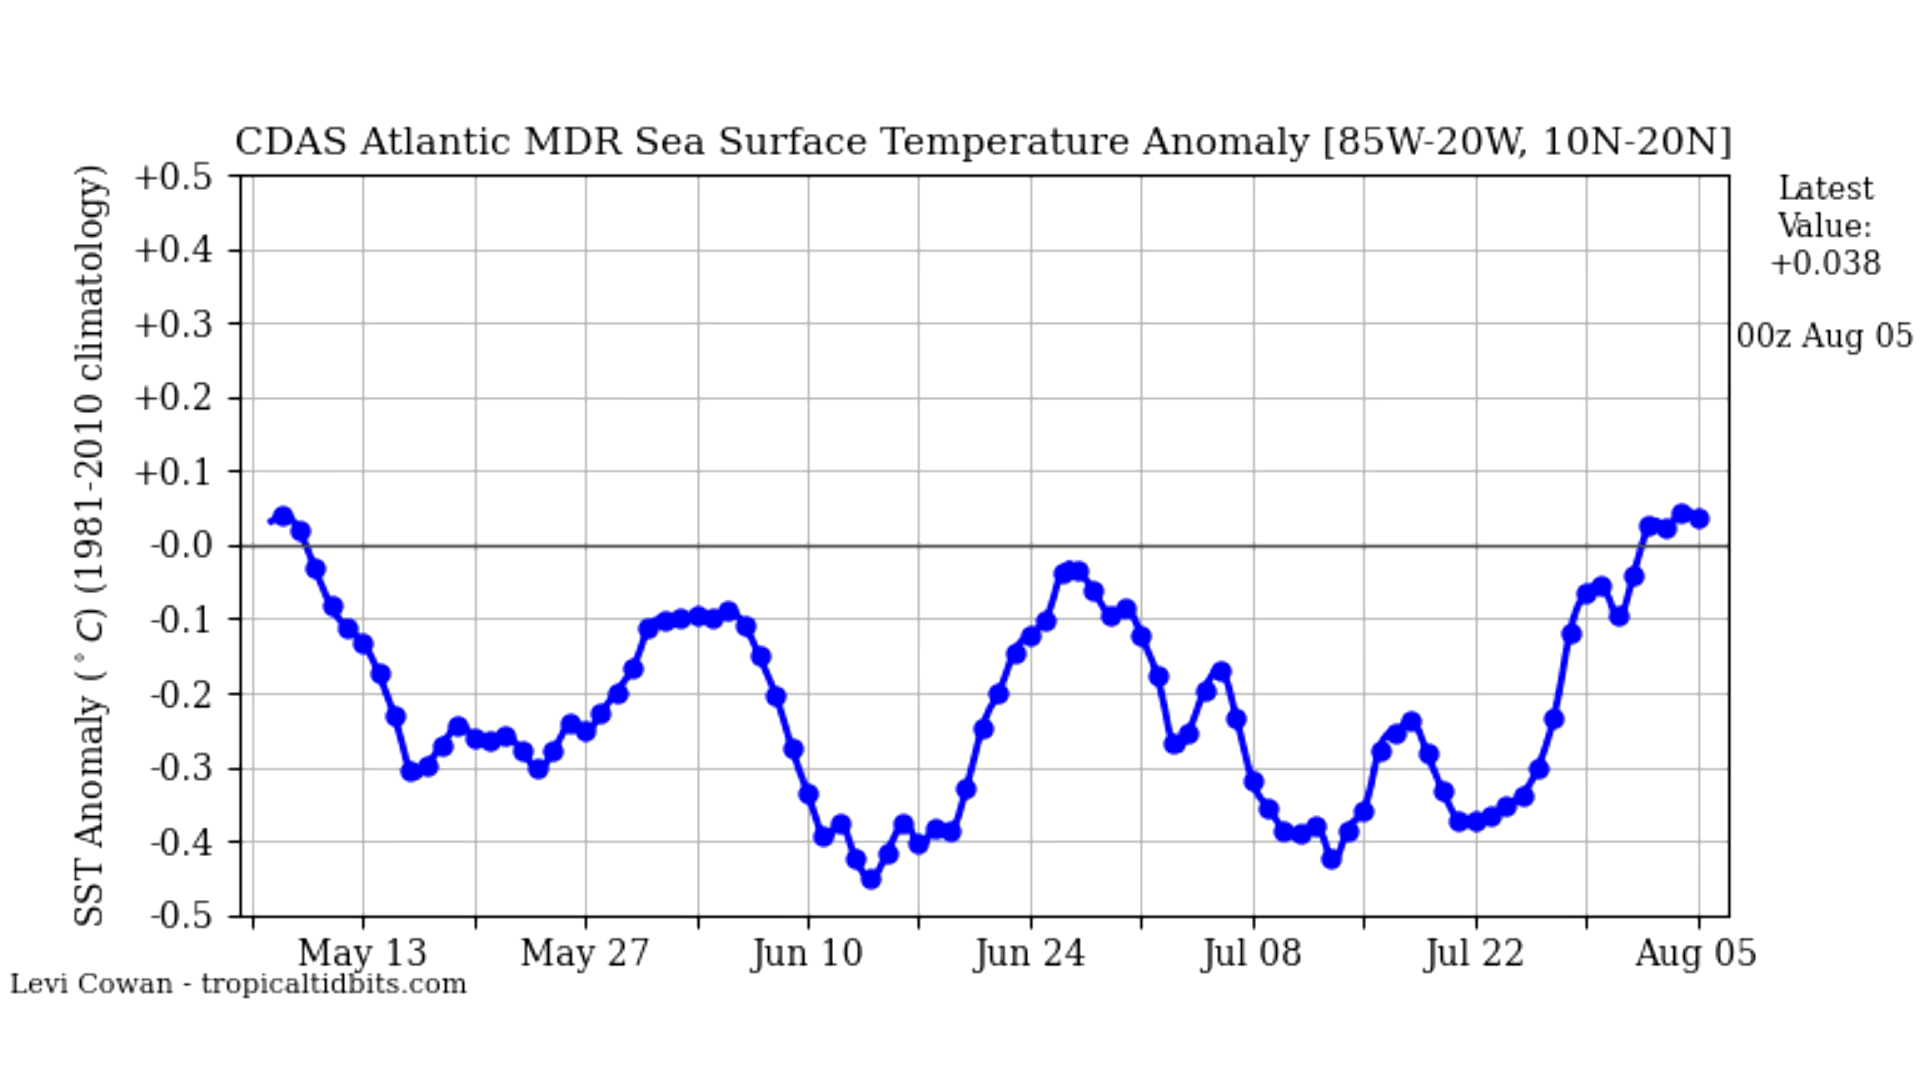 CDAS Atlantic MDR Sea Surface Temperature Anomaly [85W-20W, 10N-20N]
SST Anomaly (°C) (1981-2010 climatology)
+0.5
+0.4
+0.3
+0.2
+0.1
-0.0
-0.1
-0.2
-0.3
-0.4
-0.5
May 13 May 27 Jun 10 Jun 24 Jul 08 Jul 22 Aug 05
Latest
Value:
+0.038
00z Aug 05
Levi Cowan - tropicaltidbits.com